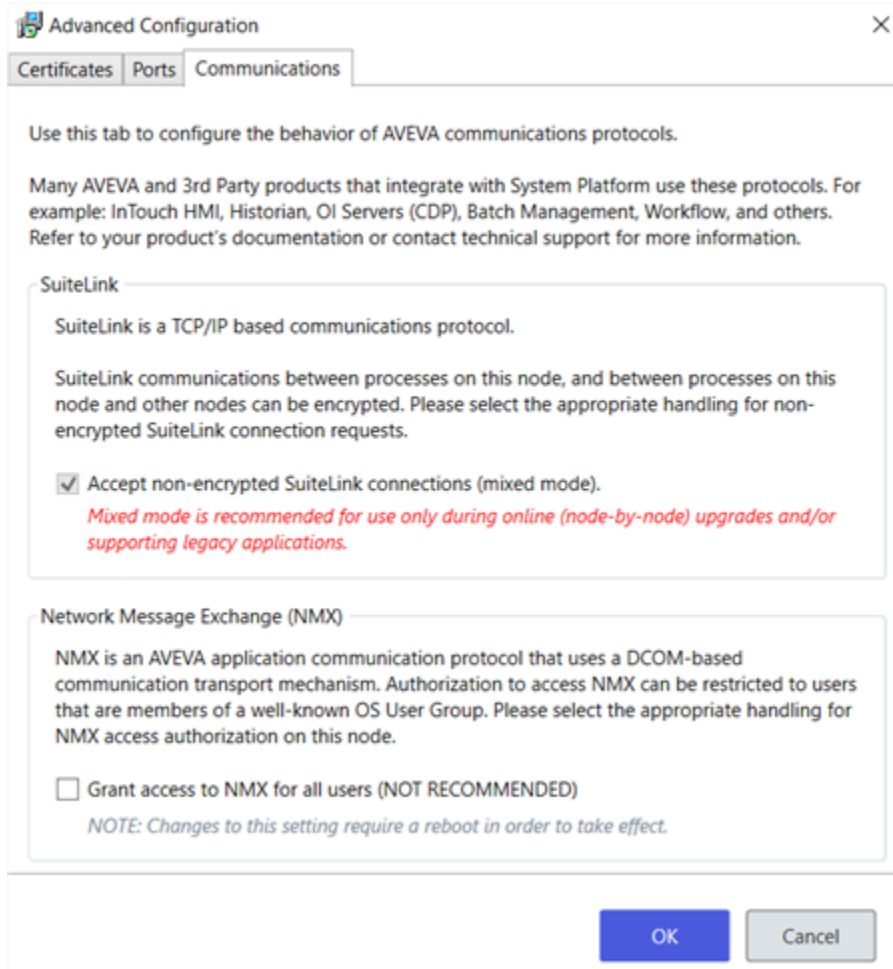 Advanced Configuration
Certificates
Ports
Communications
Use this tab to configure the behavior of AVEVA communications protocols.
Many AVEVA and 3rd Party products that integrate with System Platform use these protocols. For
example: InTouch HMI, Historian, OI Servers (CDP), Batch Management, Workflow, and others.
Refer to your product's documentation or contact technical support for more information.
SuiteLink
SuiteLink is a TCP/IP based communications protocol.
SuiteLink communications between processes on this node, and between processes on this
node and other nodes can be encrypted. Please select the appropriate handling for non-
encrypted SuiteLink connection requests.
Accept non-encrypted SuiteLink connections (mixed mode).
Mixed mode is recommended for use only during online (node-by-node) upgrades and/or
supporting legacy applications.
Network Message Exchange (NMX)
NMX is an AVEVA application communication protocol that uses a DCOM-based
communication transport mechanism. Authorization to access NMX can be restricted to users
that are members of a well-known OS User Group. Please select the appropriate handling for
NMX access authorization on this node.
Grant access to NMX for all users (NOT RECOMMENDED)
NOTE: Changes to this setting require a reboot in order to take effect.
OK
Cancel